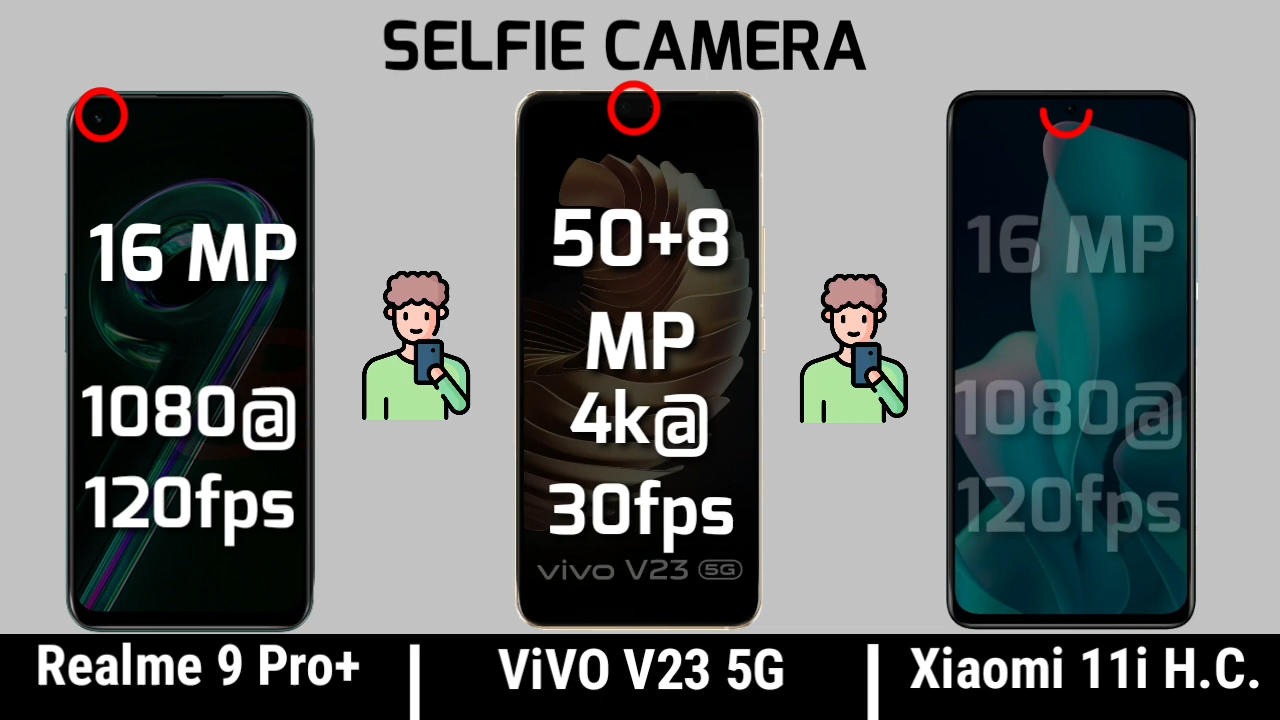 SELFIE CAMERA
16 MP
1080@
120fps
50+8
MP
4k@
30fps
vivo V23 5G
16 MP
1080@
120fps
Realme 9 Pro+
ViVO V23 5G
Xiaomi 11i H.C.